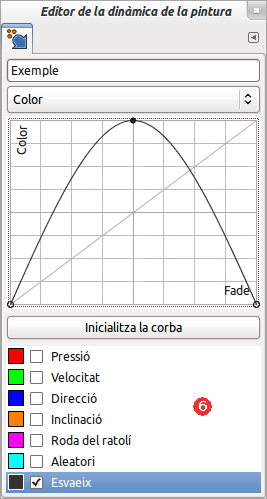 Editor de la dinàmica de la pintura
Exemple
Color
Color
Fade
Inicialitza la corba
Pressió
Velocitat
Direcció
Inclinació
6
Roda del ratolí
Aleatori
Esvaeix